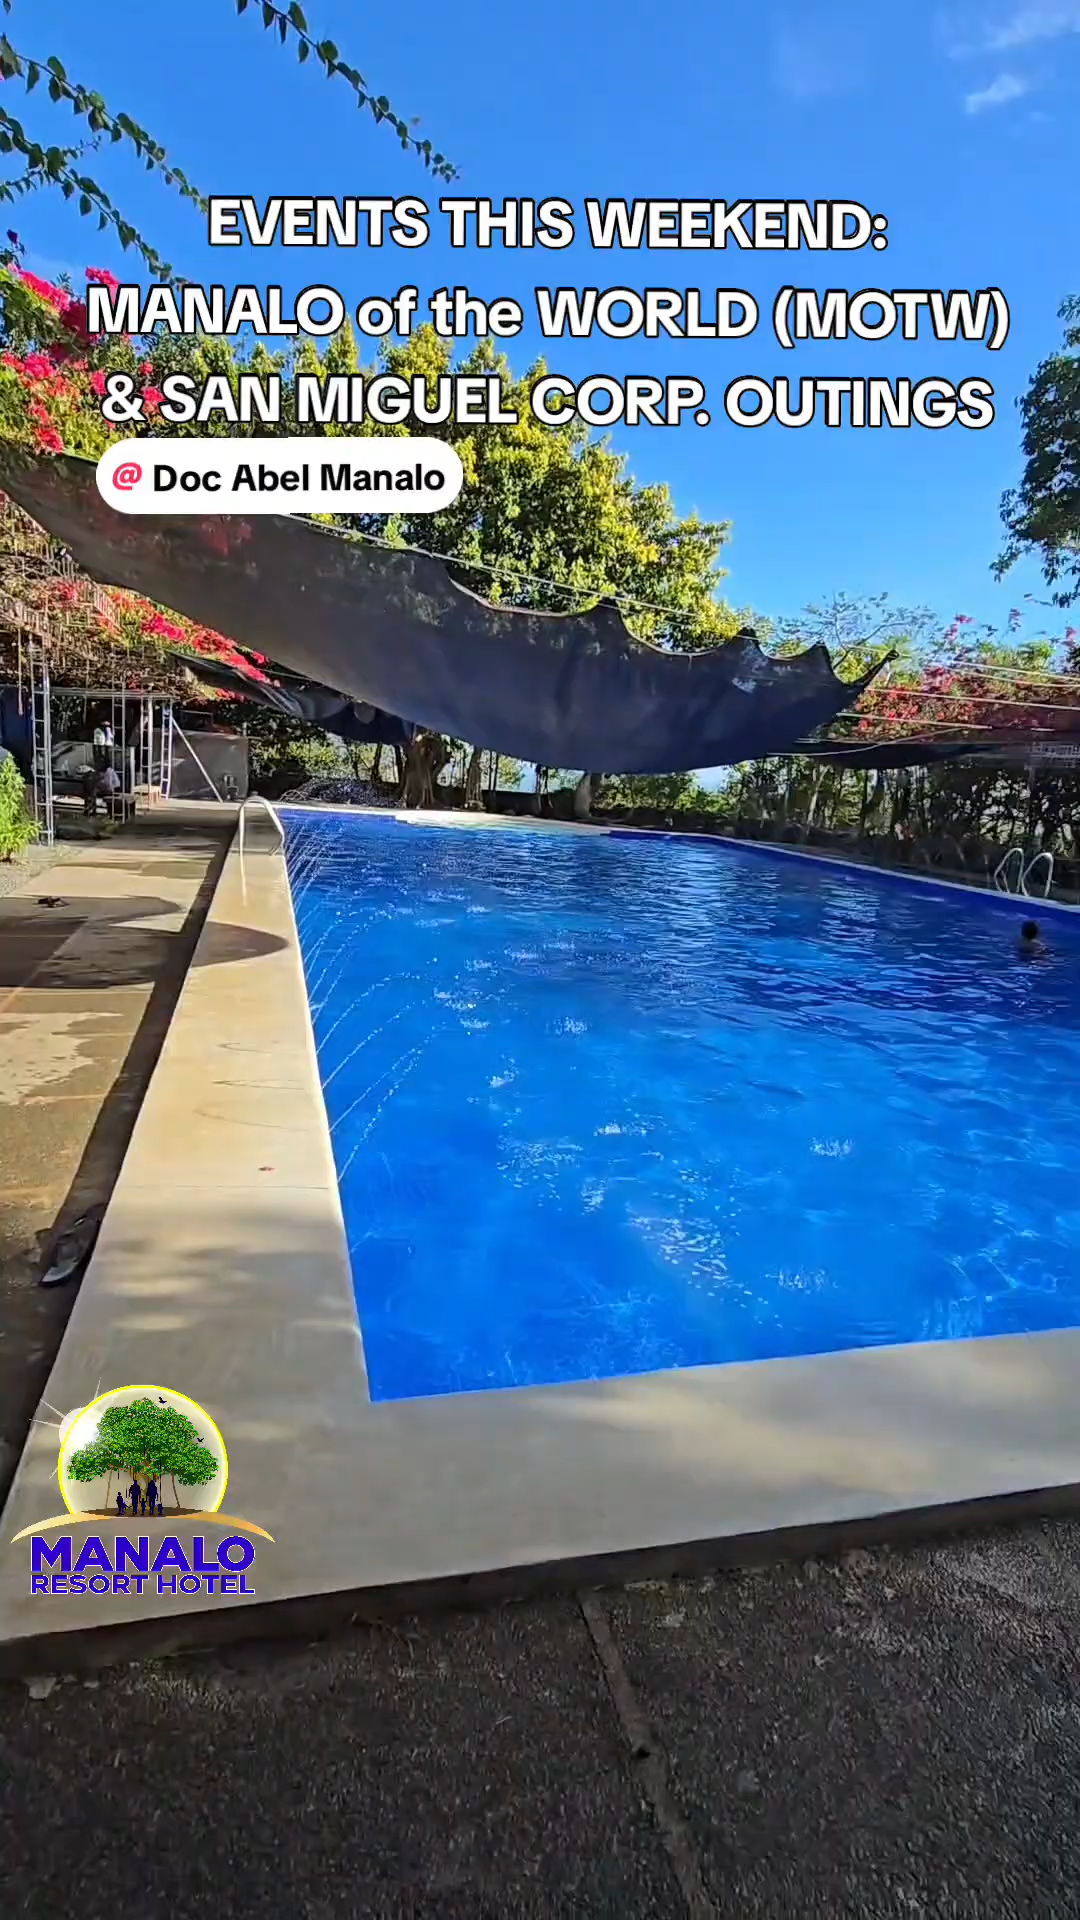 EVENTS THIS WEEKEND:
MANALO of the WORLD (MOTW)
& SAN MIGUEL CORP. OUTINGS
@ Doc Abel Manalo
MANALO
RESORT HOTEL